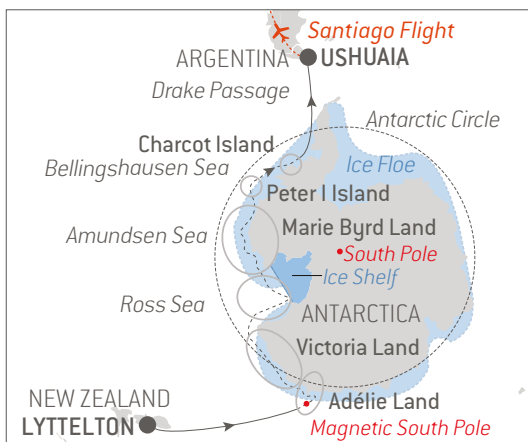 Santiago Flight
ARGENTINA
USHUAIA
Drake Passage
Antarctic Circle
Charcot Island
Bellingshausen Sea
Ice Floe
Peter I Island
Marie Byrd Land
Amundsen Sea
South Pole
Ice Shelf
Ross Sea
ANTARCTICA
Victoria Land
NEW ZEALAND
Adélie Land
LYTTELTON
Magnetic South Pole